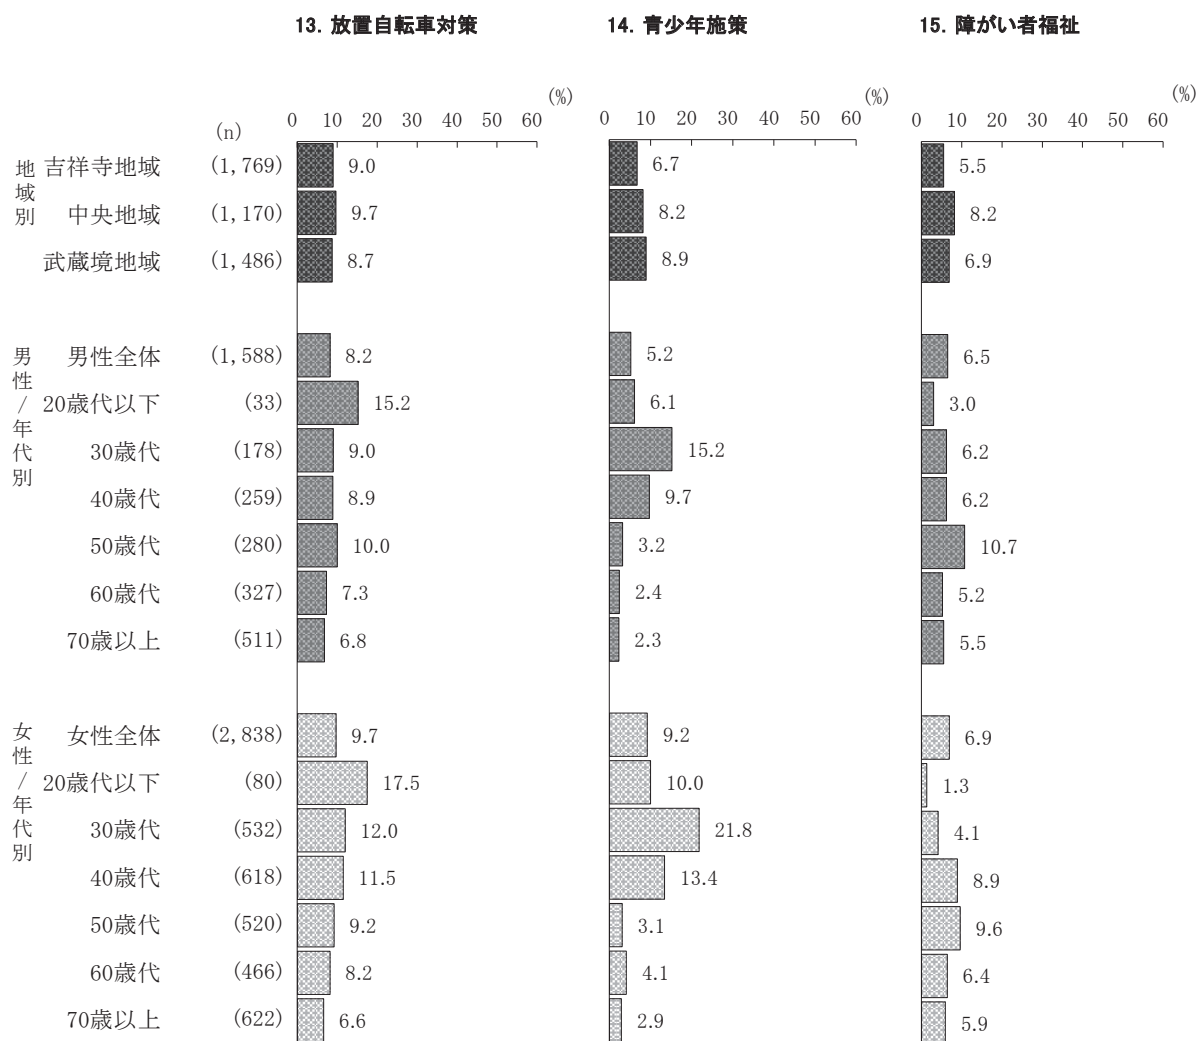 13. 放置自転車対策 14. 青少年施策 15. 障がい者福祉
(%) (%) (%)
(n) 0 10 20 30 40 50 60 0 10 20 30 40 50 60 0 10 20 30 40 50 60
地域別
吉祥寺地域 (1,769) 9.0 6.7 5.5
中央地域 (1,170) 9.7 8.2 8.2
武蔵境地域 (1,486) 8.7 8.9 6.9
男性/年代別
男性全体 (1,588) 8.2 5.2 6.5
20歳代以下 (33) 15.2 6.1 3.0
30歳代 (178) 9.0 15.2 6.2
40歳代 (259) 8.9 9.7 6.2
50歳代 (280) 10.0 3.2 10.7
60歳代 (327) 7.3 2.4 5.2
70歳以上 (511) 6.8 2.3 5.5
女性/年代別
女性全体 (2,838) 9.7 9.2 6.9
20歳代以下 (80) 17.5 10.0 1.3
30歳代 (532) 12.0 21.8 4.1
40歳代 (618) 11.5 13.4 8.9
50歳代 (520) 9.2 3.1 9.6
60歳代 (466) 8.2 4.1 6.4
70歳以上 (622) 6.6 2.9 5.9